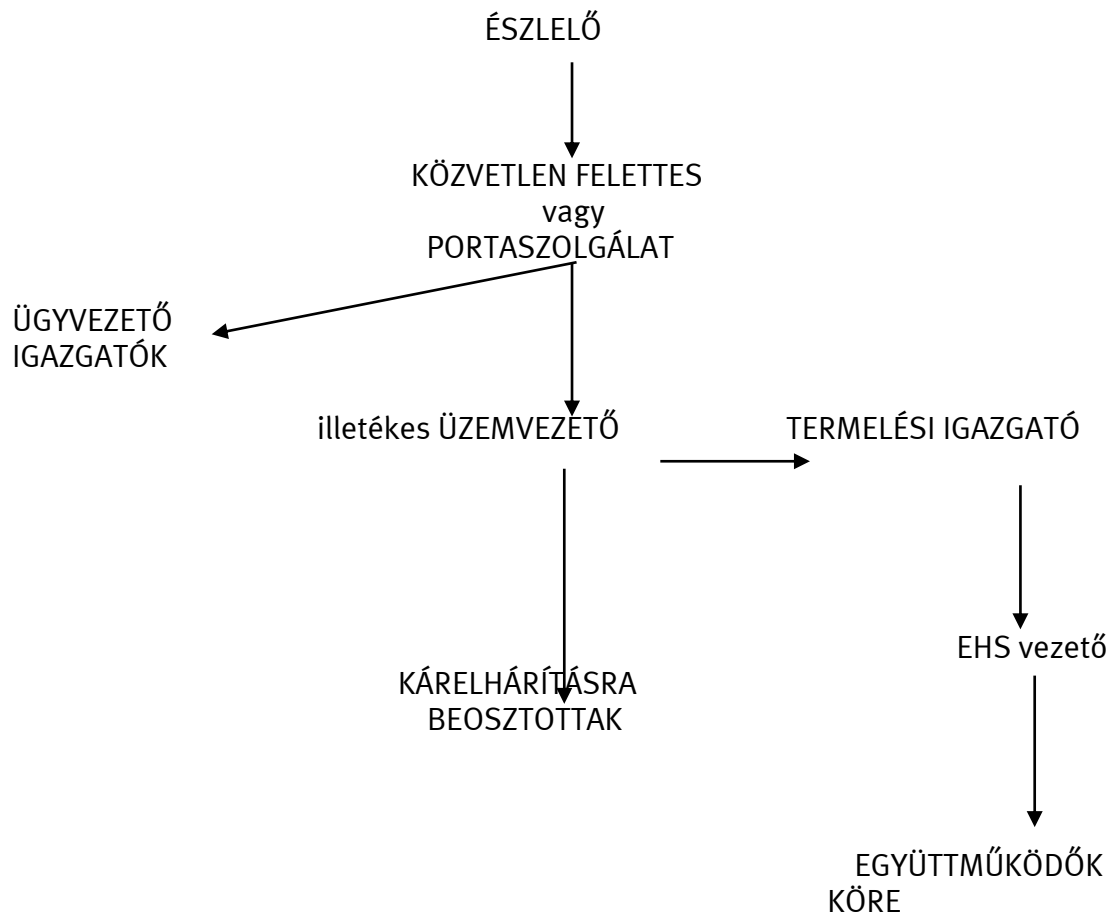 ÉSZLELŐ
KÖZVETLEN FELETTES
vagy
PORTASZOLGÁLAT
ÜGYVEZETŐ
IGAZGATÓK
illetékes ÜZEMVEZETŐ
TERMELÉSI IGAZGATÓ
EHS vezető
KÁRELHÁRÍTÁSRA
BEOSZTOTTAK
EGYÜTTMŰKÖDŐK
KÖRE